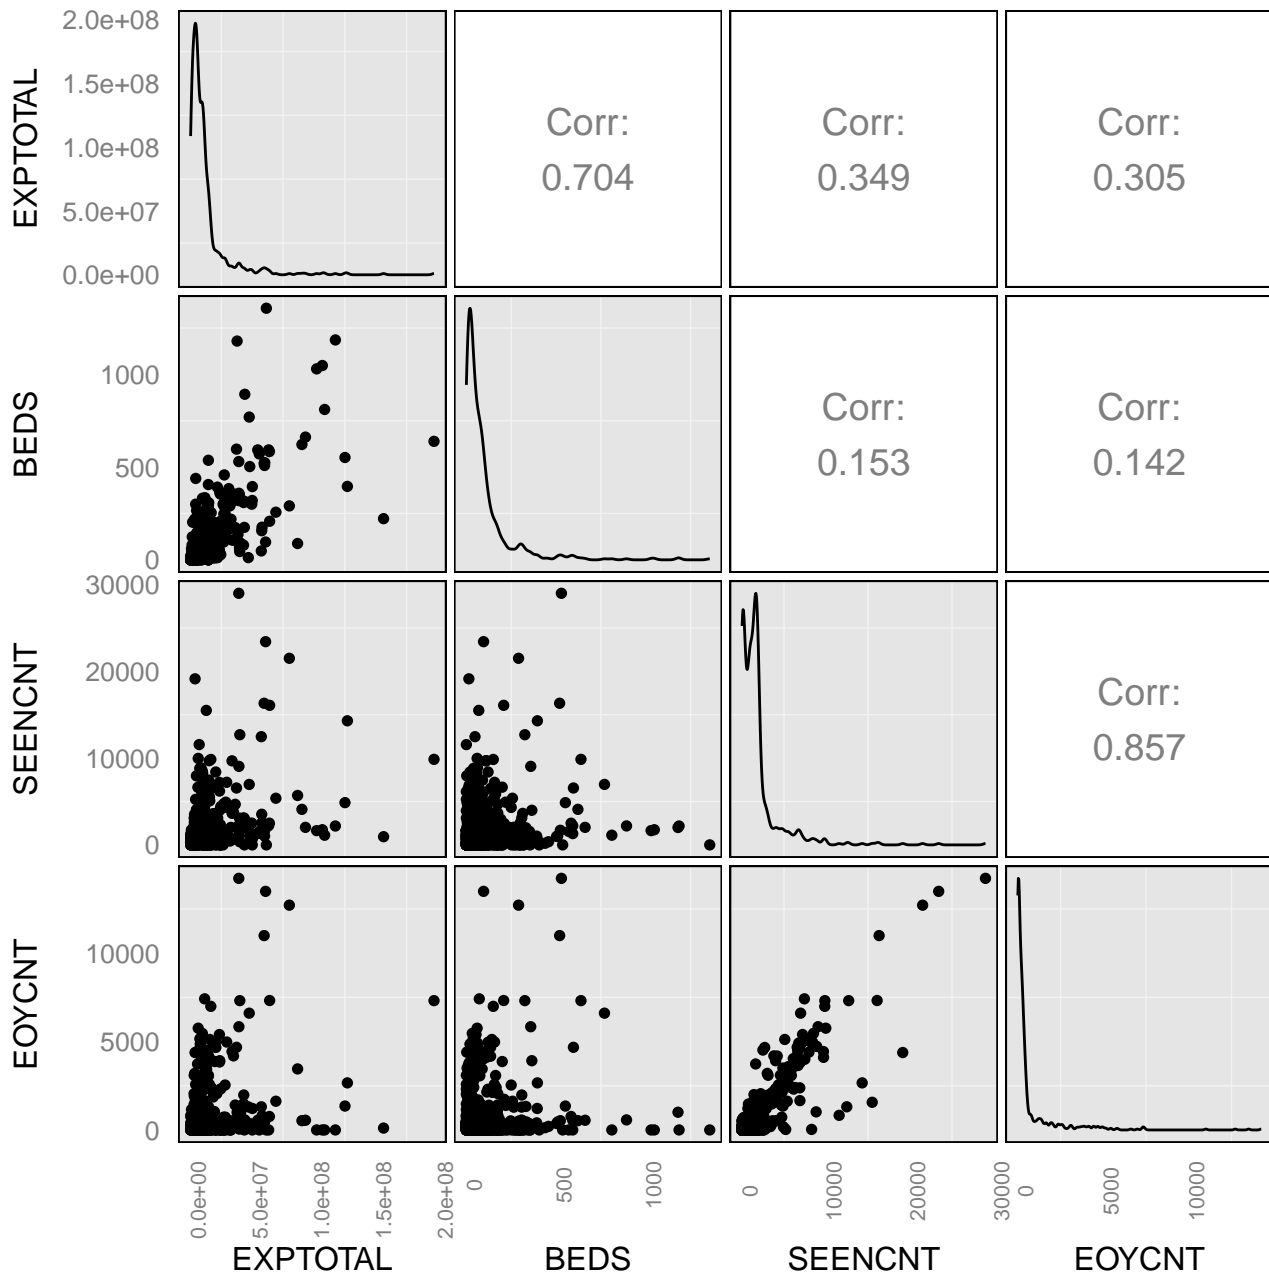 EXPTOTAL
2.0e+08
1.5e+08
1.0e+08
5.0e+07
0.0e+00
Corr:
0.704
Corr:
0.349
Corr:
0.305
BEDS
1000
500
0
Corr:
0.153
Corr:
0.142
SEENCNT
30000
20000
10000
0
Corr:
0.857
EOYCNT
10000
5000
0
0.0e+00
5.0e+07
1.0e+08
1.5e+08
2.0e+08
0
500
1000
0
10000
20000
30000
0
5000
10000
EXPTOTAL
BEDS
SEENCNT
EOYCNT